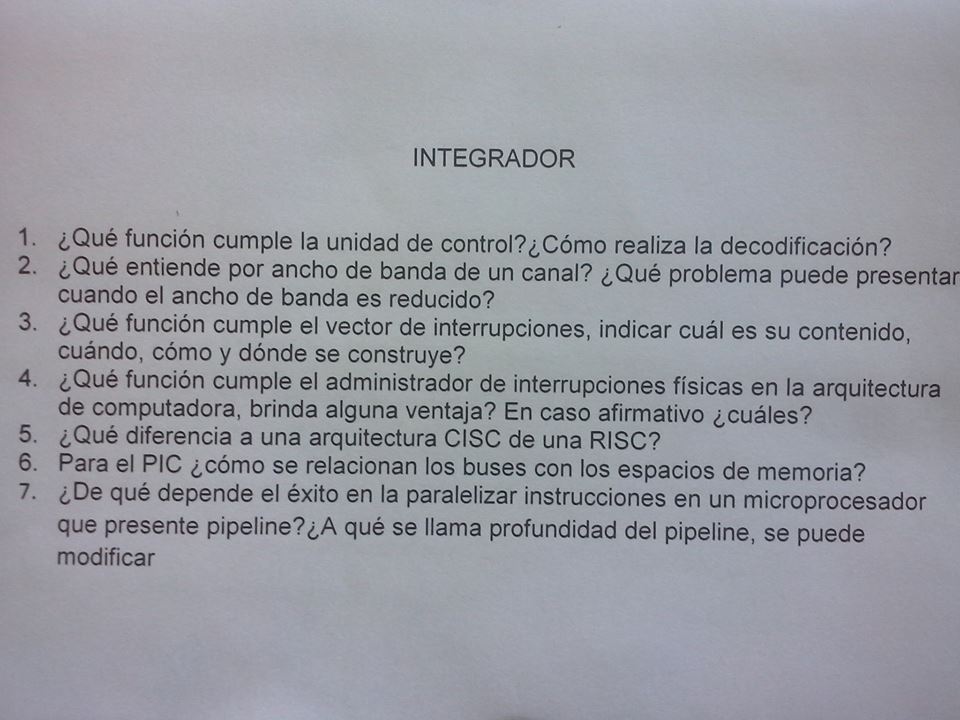 INTEGRADOR
1. ¿Qué función cumple la unidad de control?¿Cómo realiza la decodificación?
2. ¿Qué entiende por ancho de banda de un canal? ¿Qué problema puede presentar
cuando el ancho de banda es reducido?
3. ¿Qué función cumple el vector de interrupciones, indicar cuál es su contenido,
cuándo, cómo y dónde se construye?
4. ¿Qué función cumple el administrador de interrupciones físicas en la arquitectura
de computadora, brinda alguna ventaja? En caso afirmativo ¿cuáles?
5. ¿Qué diferencia a una arquitectura CISC de una RISC?
6. Para el PIC ¿cómo se relacionan los buses con los espacios de memoria?
7. ¿De qué depende el éxito en la paralelizar instrucciones en un microprocesador
que presente pipeline?¿A qué se llama profundidad del pipeline, se puede
modificar